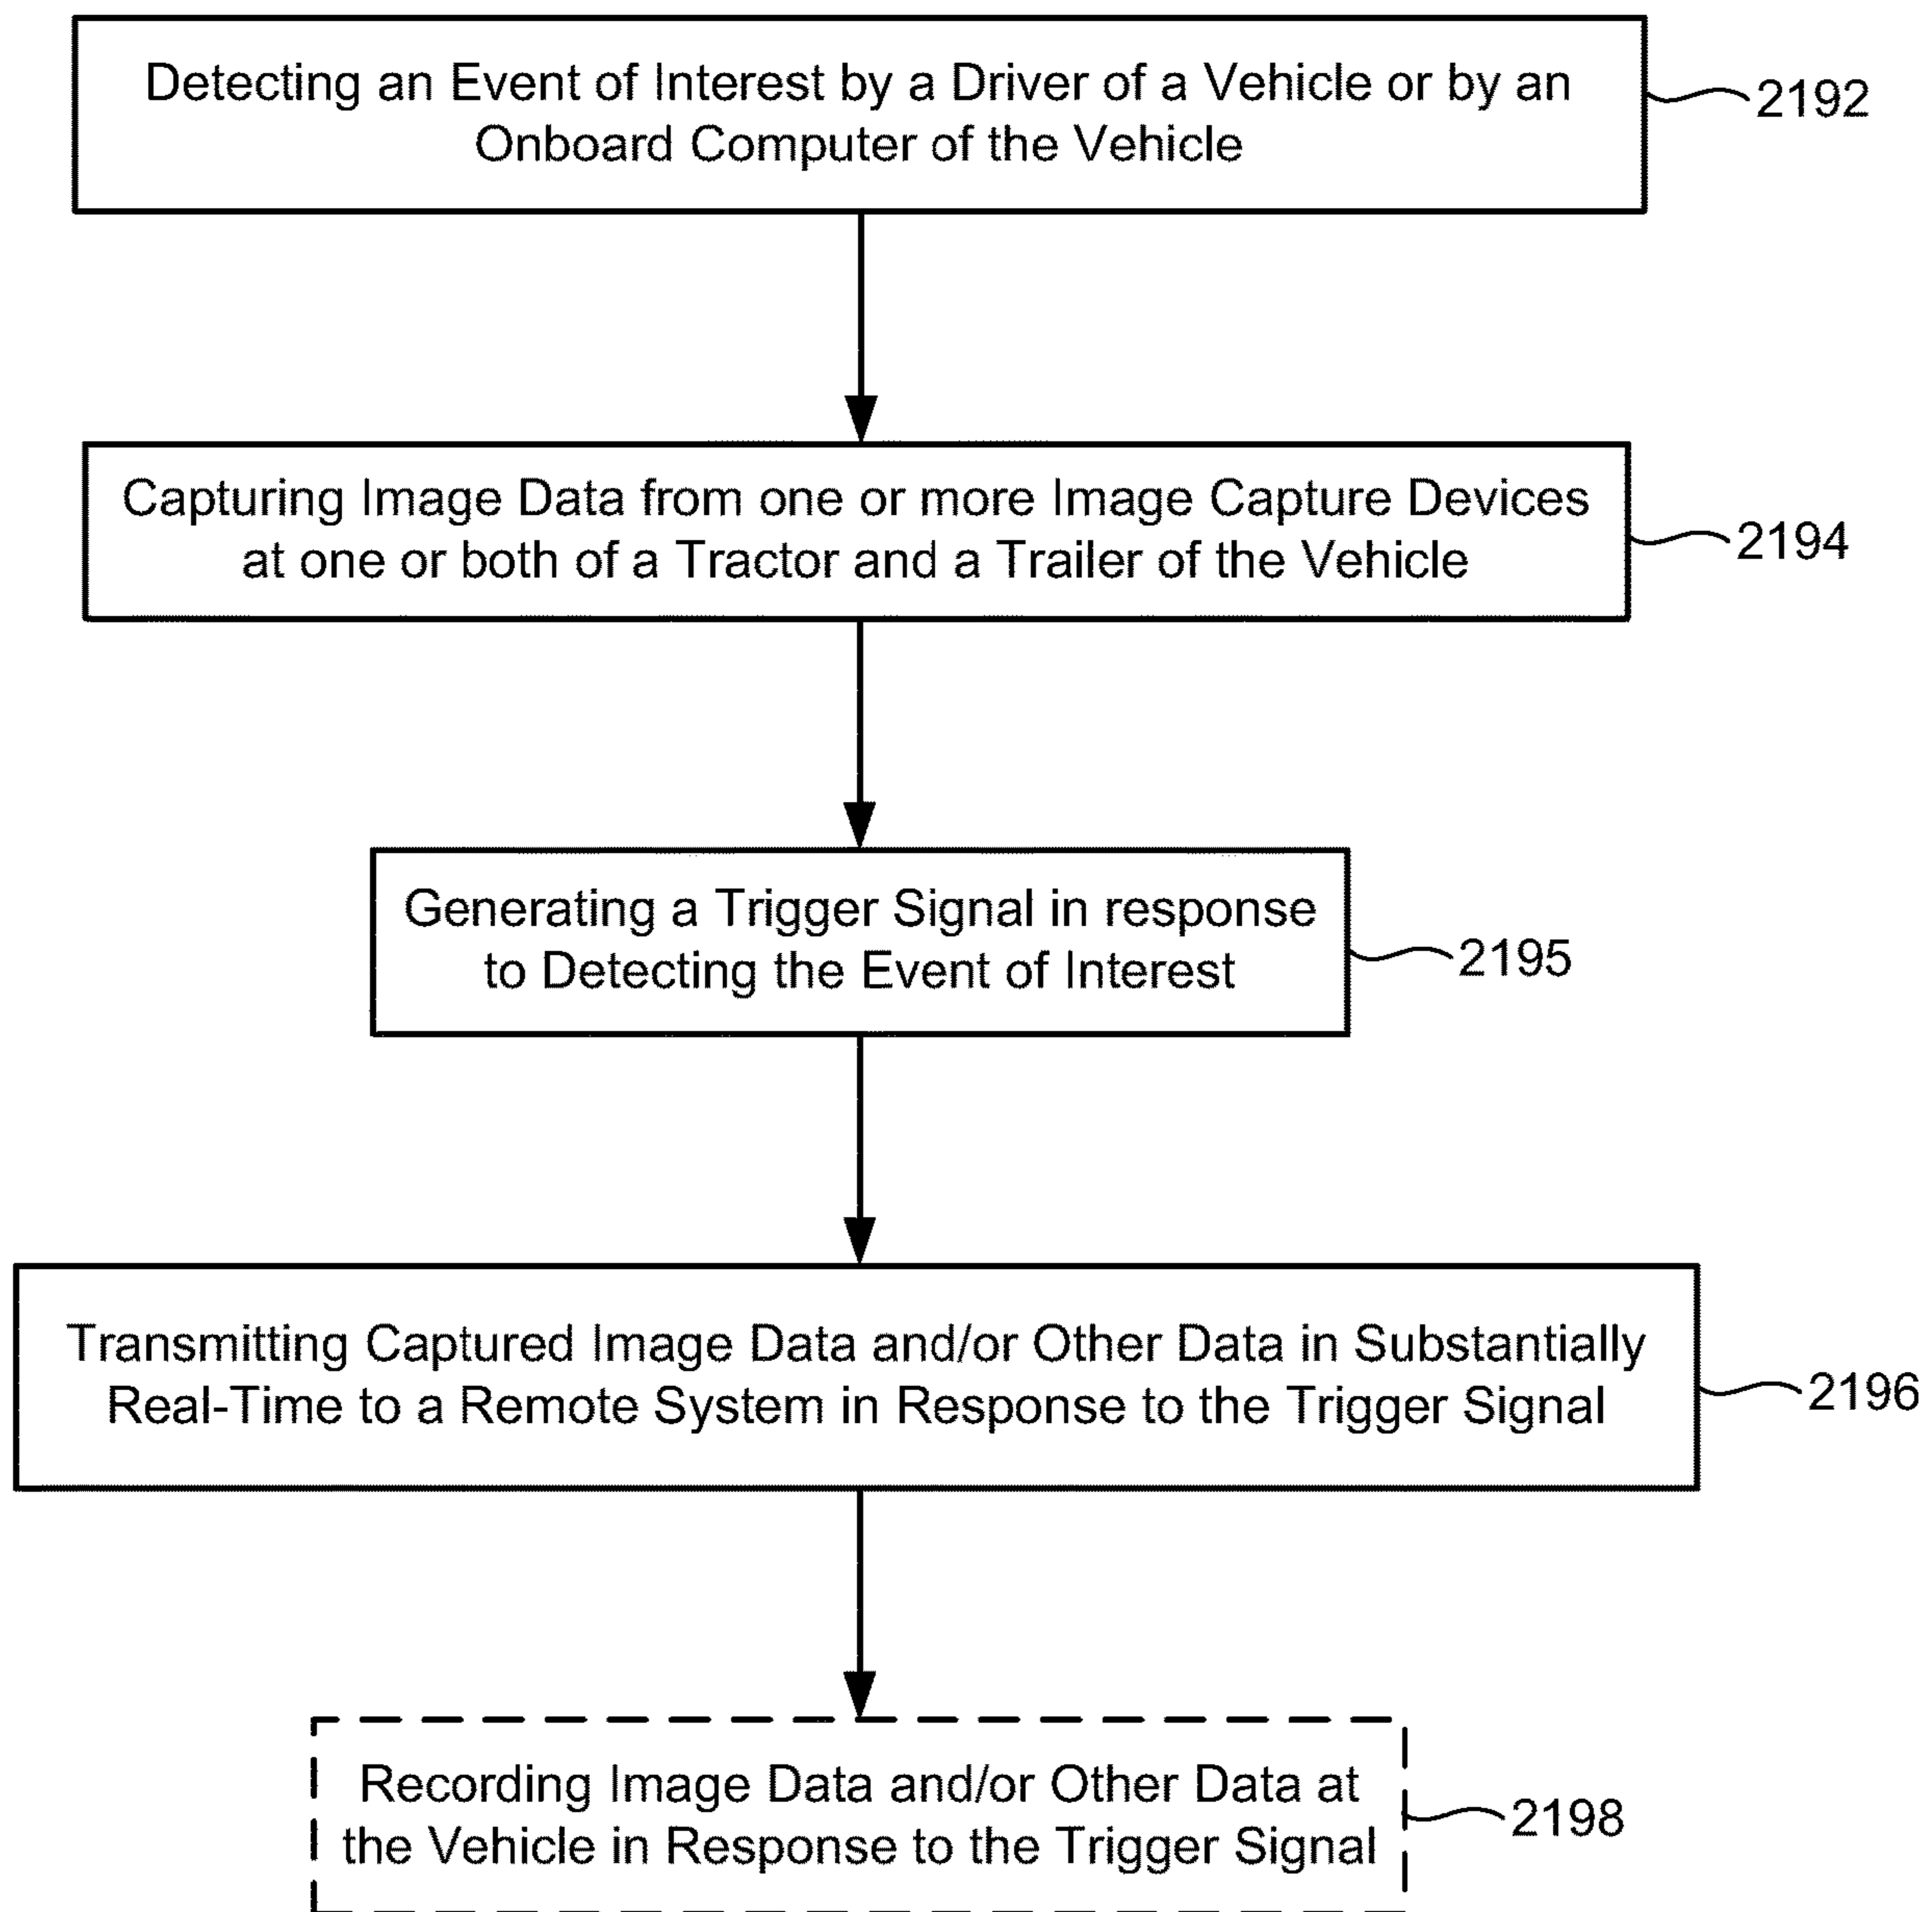 Detecting an Event of Interest by a Driver of a Vehicle or by an
Onboard Computer of the Vehicle
2192
Capturing Image Data from one or more Image Capture Devices
at one or both of a Tractor and a Trailer of the Vehicle
2194
Generating a Trigger Signal in response
to Detecting the Event of Interest
2195
Transmitting Captured Image Data and/or Other Data in Substantially
Real-Time to a Remote System in Response to the Trigger Signal
2196
Recording Image Data and/or Other Data at
the Vehicle in Response to the Trigger Signal
2198